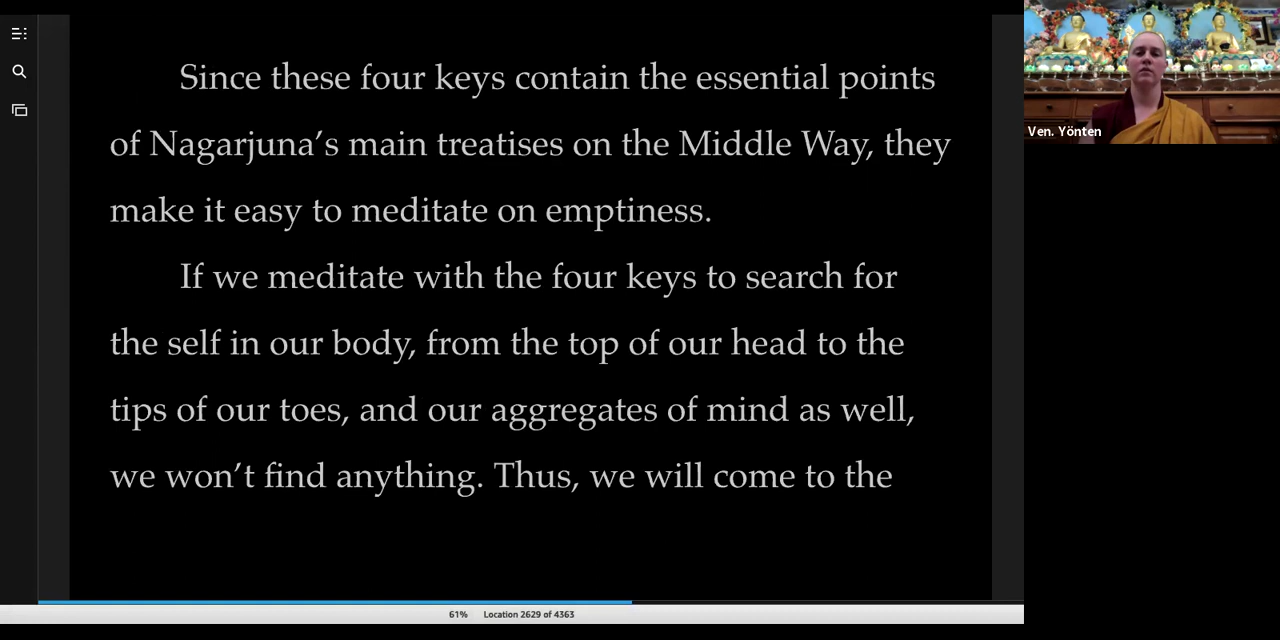 Since these four keys contain the essential points
of Nagarjuna’s main treatises on the Middle Way, they
make it easy to meditate on emptiness.
If we meditate with the four keys to search for
the self in our body, from the top of our head to the
tips of our toes, and our aggregates of mind as well,
we won’t find anything. Thus, we will come to the
61% Location 2629 of 4363
Ven. Yönten